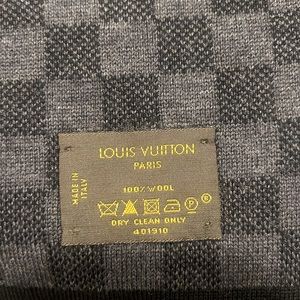 LOUIS VUITTON
PARIS
MADE IN
ITALY
100% WOOL
DRY CLEAN ONLY
401910